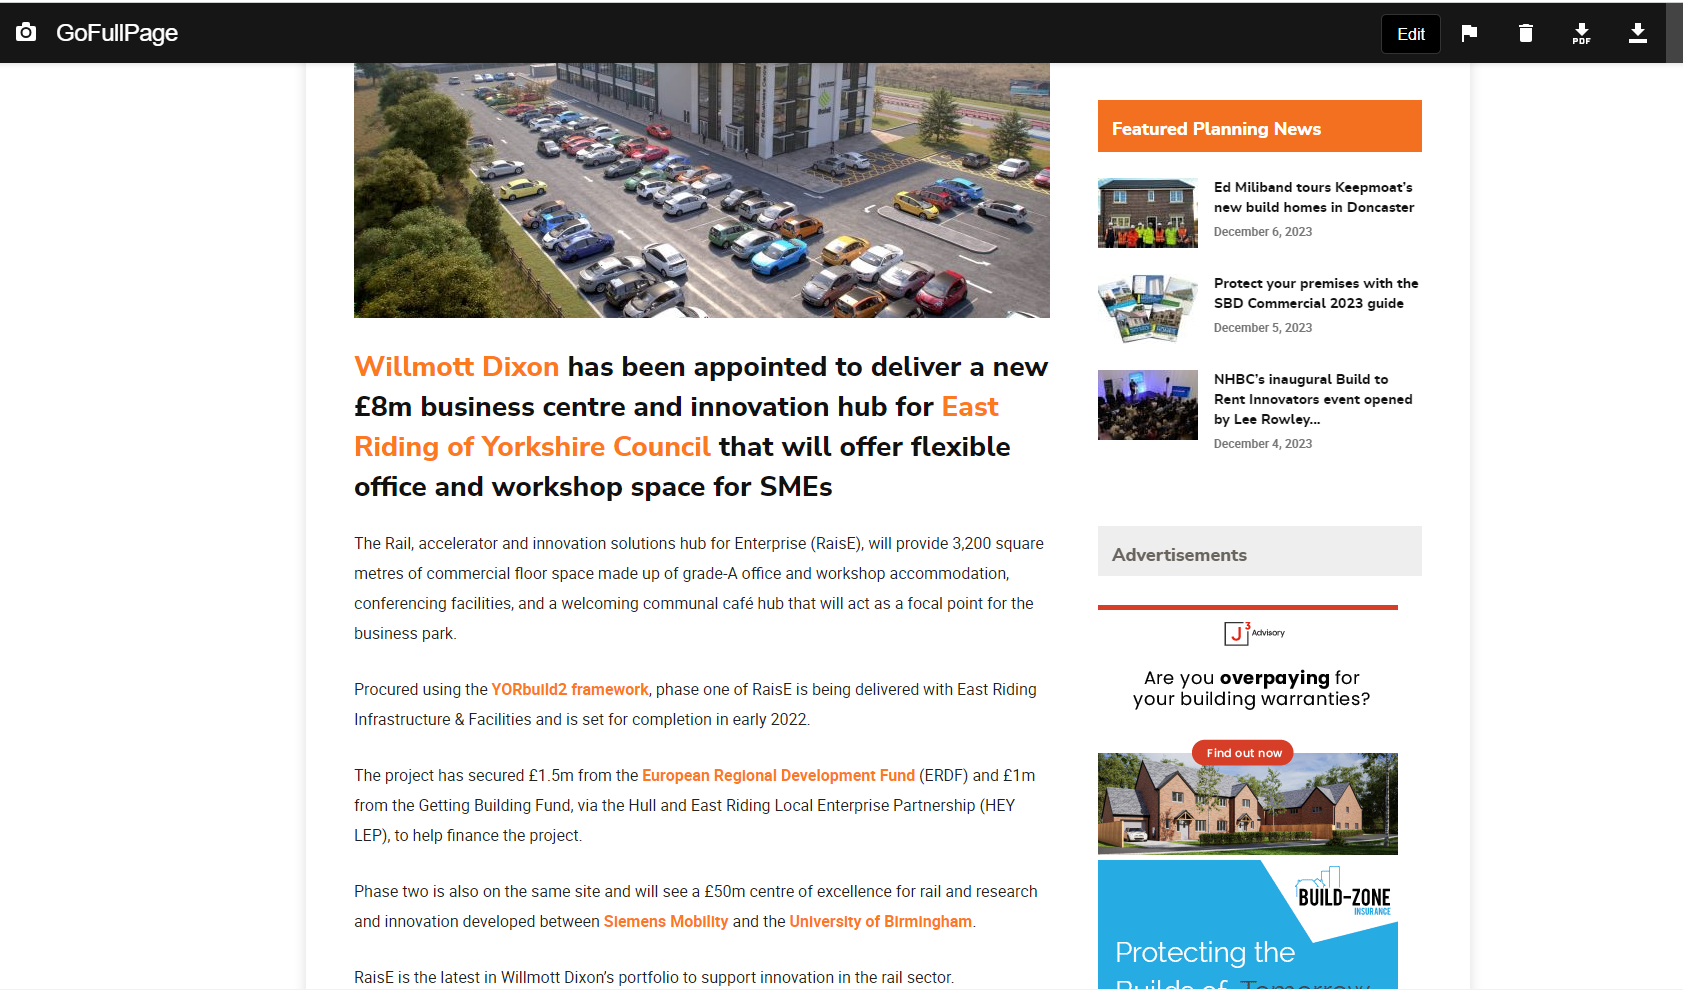 GoFullPage
Edit
PDF
Willmott Dixon has been appointed to deliver a new
£8m business centre and innovation hub for East
Riding of Yorkshire Council that will offer flexible
office and workshop space for SMEs
The Rail, accelerator and innovation solutions hub for Enterprise (RaisE), will provide 3,200 square
metres of commercial floor space made up of grade-A office and workshop accommodation,
conferencing facilities, and a welcoming communal café hub that will act as a focal point for the
business park.
Procured using the YORbuild2 framework, phase one of RaisE is being delivered with East Riding
Infrastructure & Facilities and is set for completion in early 2022.
The project has secured £1.5m from the European Regional Development Fund (ERDF) and £1m
from the Getting Building Fund, via the Hull and East Riding Local Enterprise Partnership (HEY
LEP), to help finance the project.
Phase two is also on the same site and will see a £50m centre of excellence for rail and research
and innovation developed between Siemens Mobility and the University of Birmingham.
RaisE is the latest in Willmott Dixon's portfolio to support innovation in the rail sector.
Featured Planning News
Ed Miliband tours Keepmoat's
new build homes in Doncaster
December 6, 2023
Protect your premises with the
SBD Commercial 2023 guide
December 5, 2023
NHBC's inaugural Build to
Rent Innovators event opened
by Lee Rowley...
December 4, 2023
Advertisements
J3 Advisory
Are you overpaying for
your building warranties?
Find out now
BUILD-ZONE
INSURANCE
Protecting the
Builds of Tomorrow